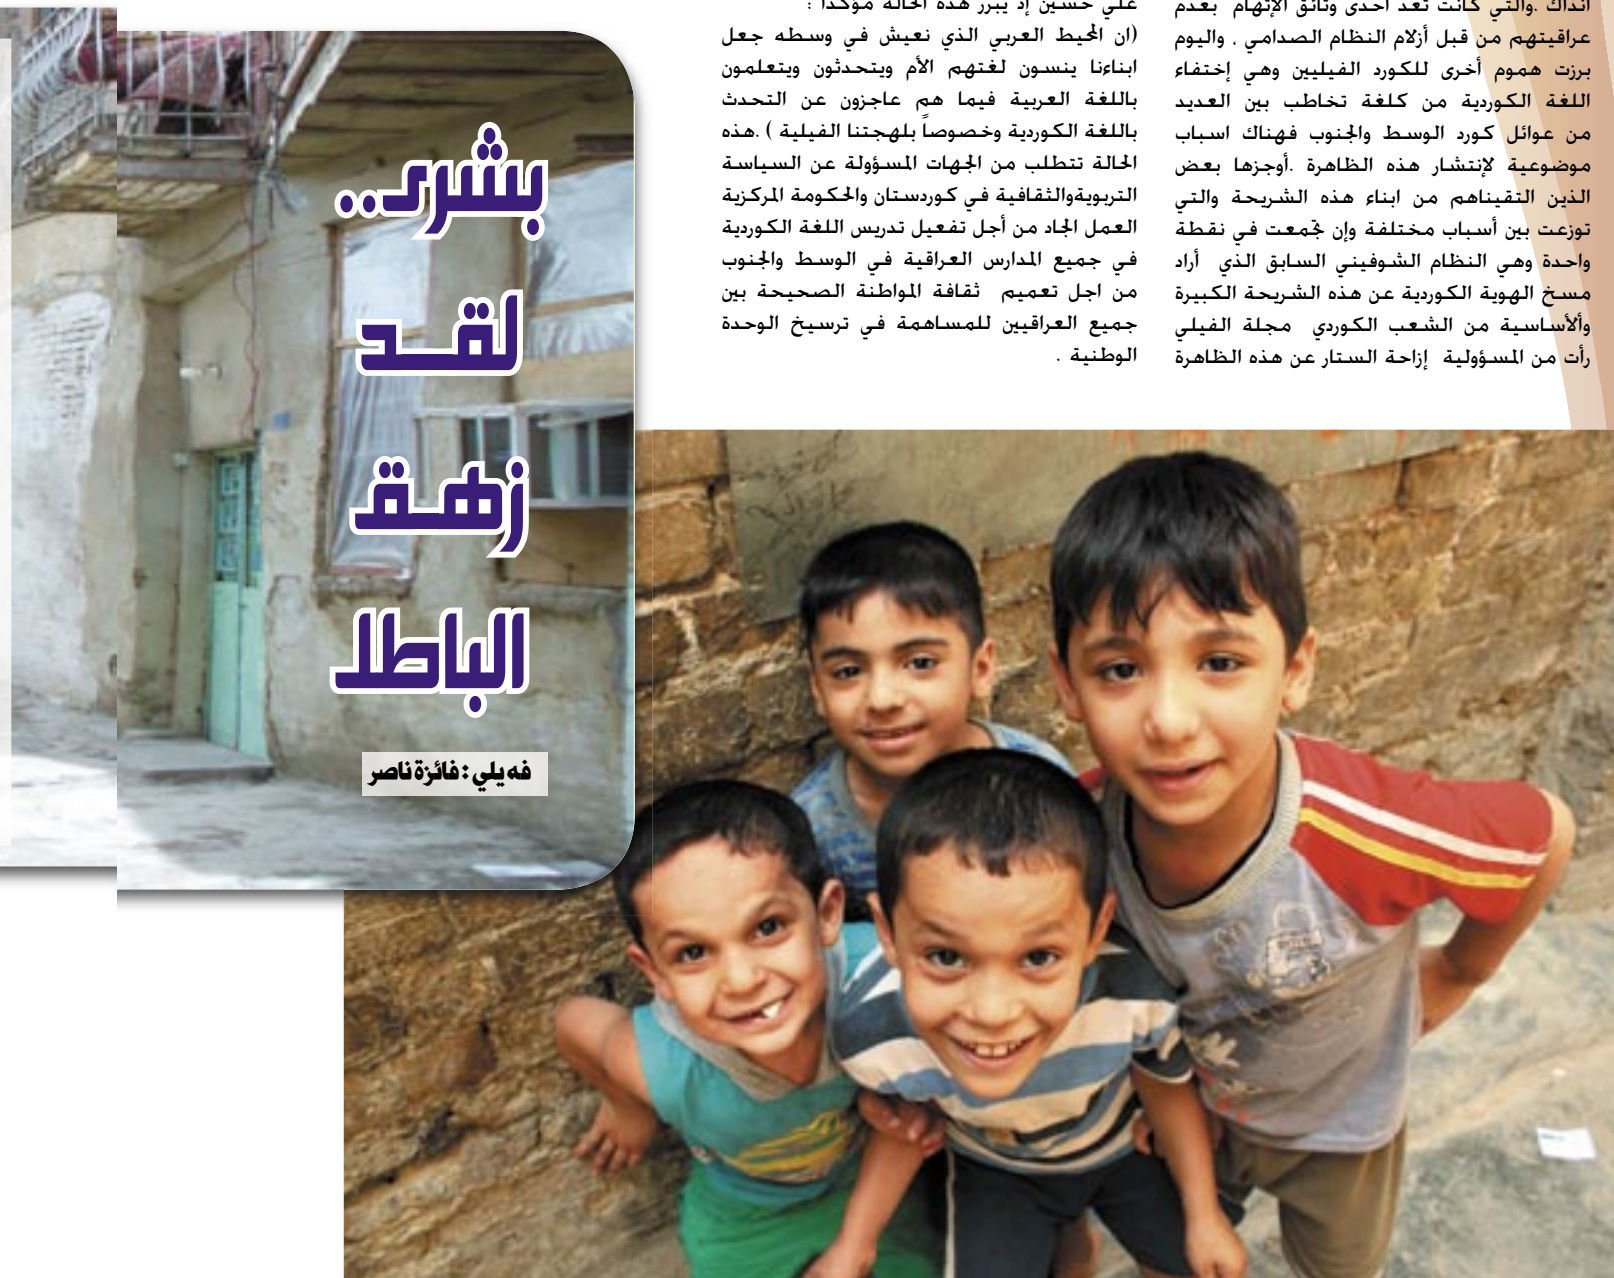 آنذاك .والتي كانت تعد احدى وثائق الإتهام بعدم
عراقيتهم من قبل أزلام النظام الصدامي . واليوم
برزت هموم أخرى للكورد الفيليين وهي إختفاء
اللغة الكوردية من كلغة تخاطب بين العديد
من عوائل كورد الوسط والجنوب فهناك اسباب
موضوعية لإنتشار هذه الظاهرة .أوجزها بعض
الذين التقيناهم من ابناء هذه الشريحة والتي
توزعت بين أسباب مختلفة وإن تجمعت في نقطة
واحدة وهي النظام الشوفيني السابق الذي أراد
مسخ الهوية الكوردية عن هذه الشريحة الكبيرة
وألأساسية من الشعب الكوردي مجلة الفيلي
رأت من المسؤولية إزاحة الستار عن هذه الظاهرة
علي حسين إذ يبرر هذه الحالة مؤكدا :
(ان المحيط العربي الذي نعيش في وسطه جعل
ابناءنا ينسون لغتهم الأم ويتحدثون ويتعلمون
باللغة العربية فيما هم عاجزون عن التحدث
باللغة الكوردية وخصوصاً بلهجتنا الفيلية ) .هذه
الحالة تتطلب من الجهات المسؤولة عن السياسة
التربويةوالثقافية في كوردستان والحكومة المركزية
العمل الجاد من أجل تفعيل تدريس اللغة الكوردية
في جميع المدارس العراقية في الوسط والجنوب
من اجل تعميم ثقافة المواطنة الصحيحة بين
جميع العراقيين للمساهمة في ترسيخ الوحدة
الوطنية .
بشرى..
لقد
زهق
الباطل
فه يلي : فائزة ناصر